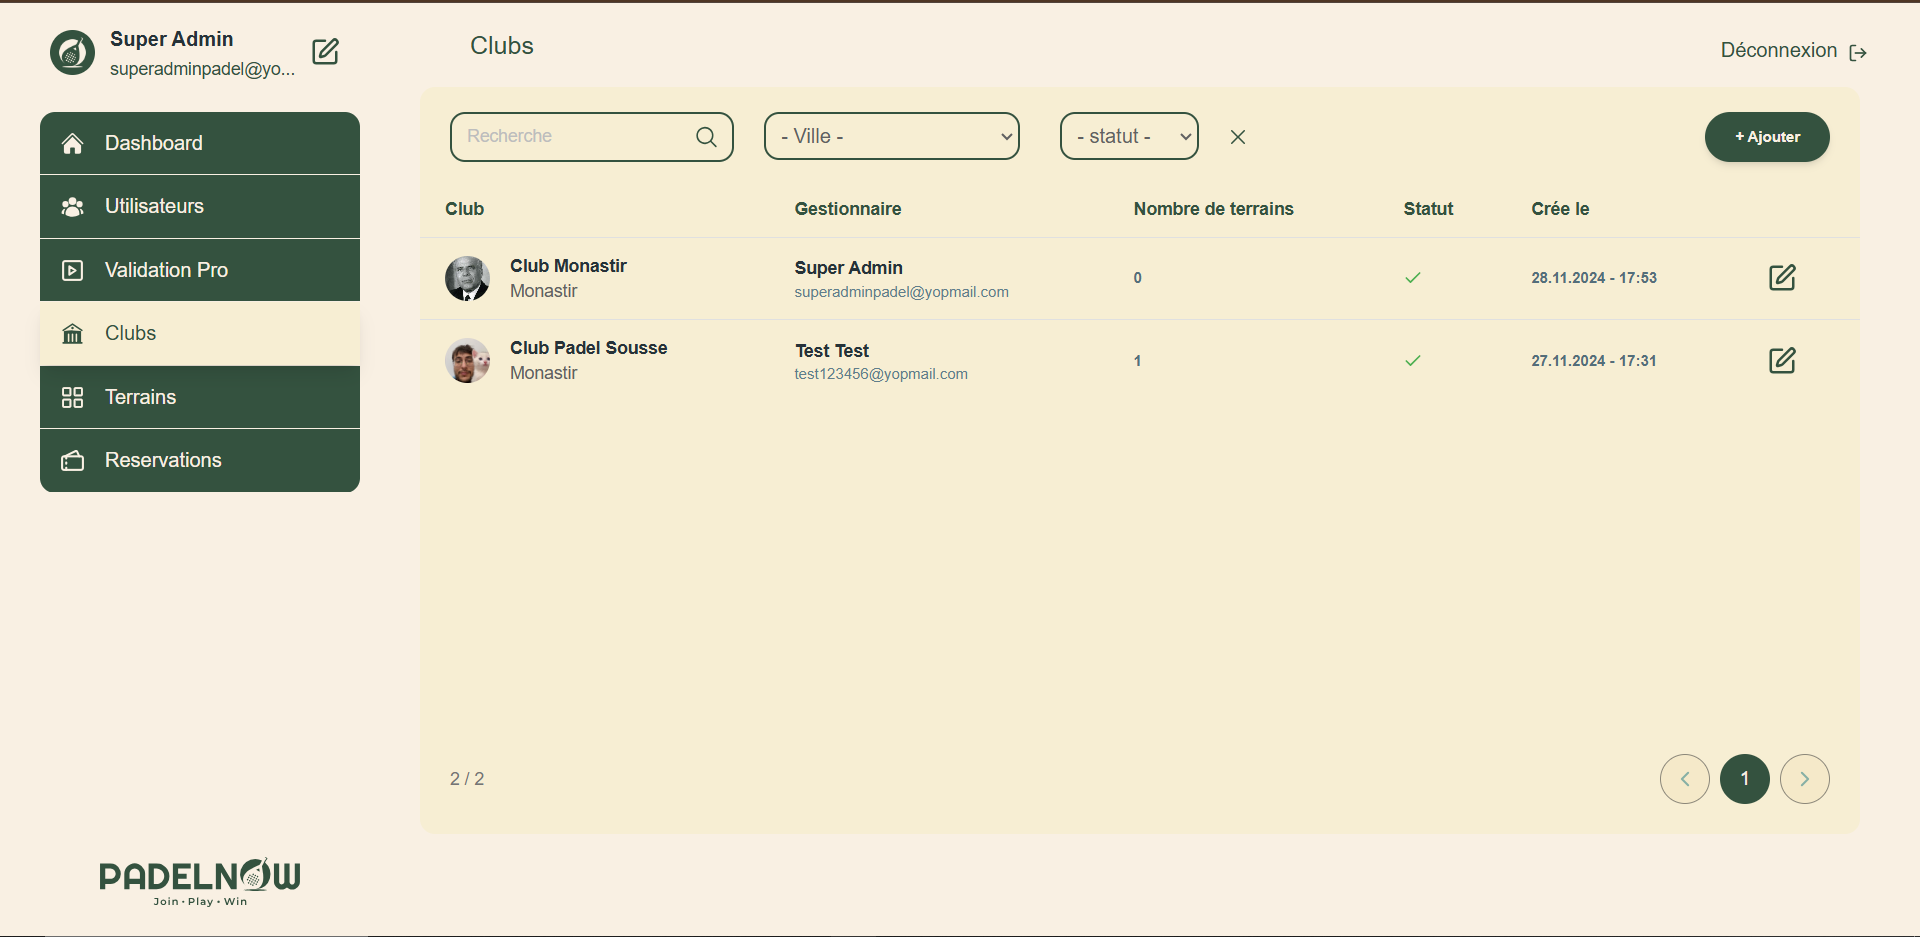 Super Admin
superadminpadel@yo...
Clubs
Déconnexion
Dashboard
Utilisateurs
Validation Pro
Clubs
Terrains
Reservations
Recherche
- Ville -
- statut -
+ Ajouter
Club Gestionnaire Nombre de terrains Statut Crée le
Club Monastir
Monastir
Super Admin
superadminpadel@yopmail.com
0
28.11.2024 - 17:53
Club Padel Sousse
Monastir
Test Test
test123456@yopmail.com
1
27.11.2024 - 17:31
2 / 2
1
PADELNOW
Join • Play • Win